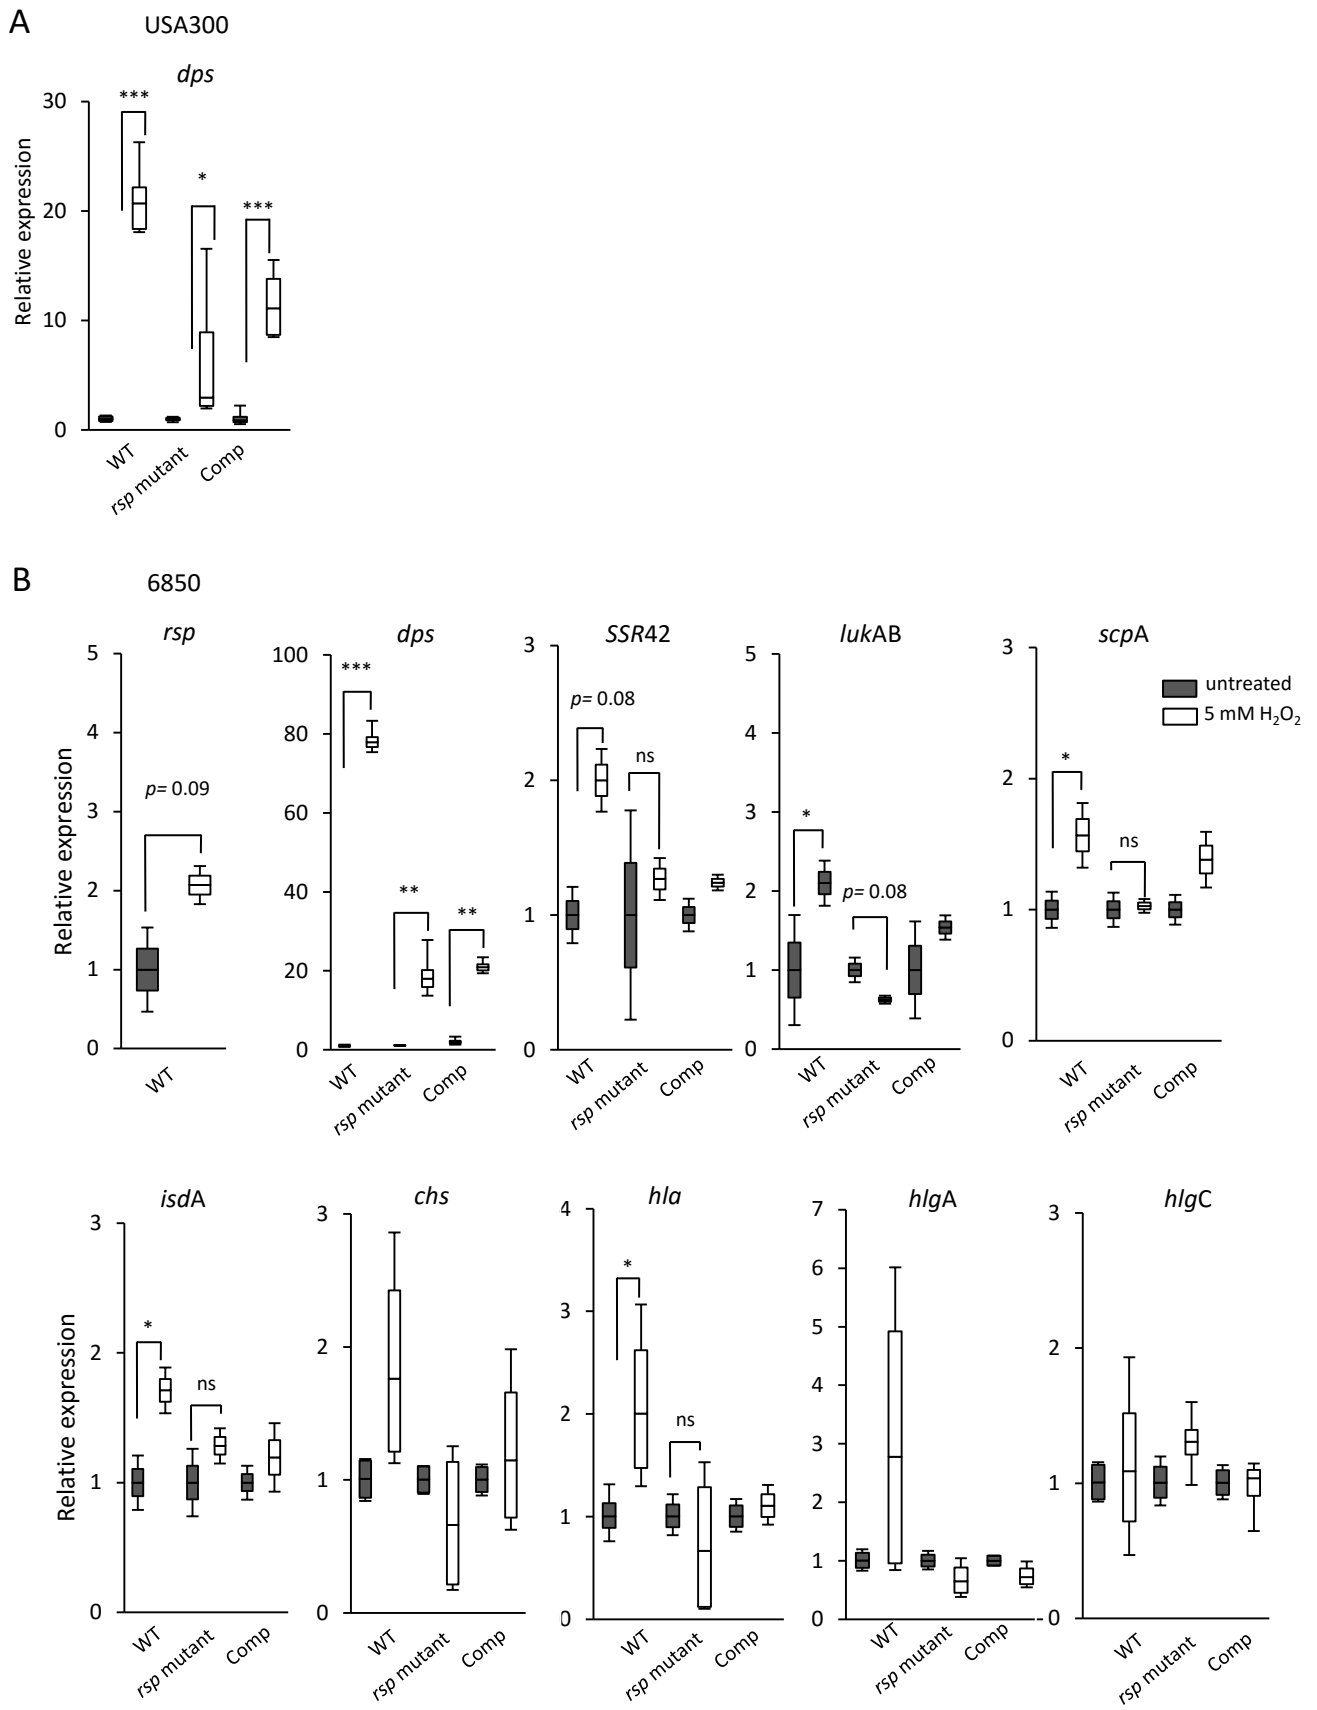 A
USA300
dps
***
*
***
30
20
10
0
Relative expression
WT
rsp mutant
Comp
B
6850
rsp
5
4
3
2
1
0
Relative expression
p= 0.09
WT
dps
100
80
60
40
20
0
***
**
**
WT
rsp mutant
Comp
SSR42
3
2
1
0
p= 0.08
ns
WT
rsp mutant
Comp
lukAB
5
4
3
2
1
0
*
p= 0.08
WT
rsp mutant
Comp
scpA
3
2
1
0
*
ns
WT
rsp mutant
Comp
untreated
5 mM H₂O₂
isdA
3
2
1
0
Relative expression
*
ns
WT
rsp mutant
Comp
chs
3
2
1
0
WT
rsp mutant
Comp
hla
4
3
2
1
0
*
ns
WT
rsp mutant
Comp
hlgA
7
6
5
4
3
2
1
0
WT
rsp mutant
Comp
hlgC
3
2
1
0
WT
rsp mutant
Comp